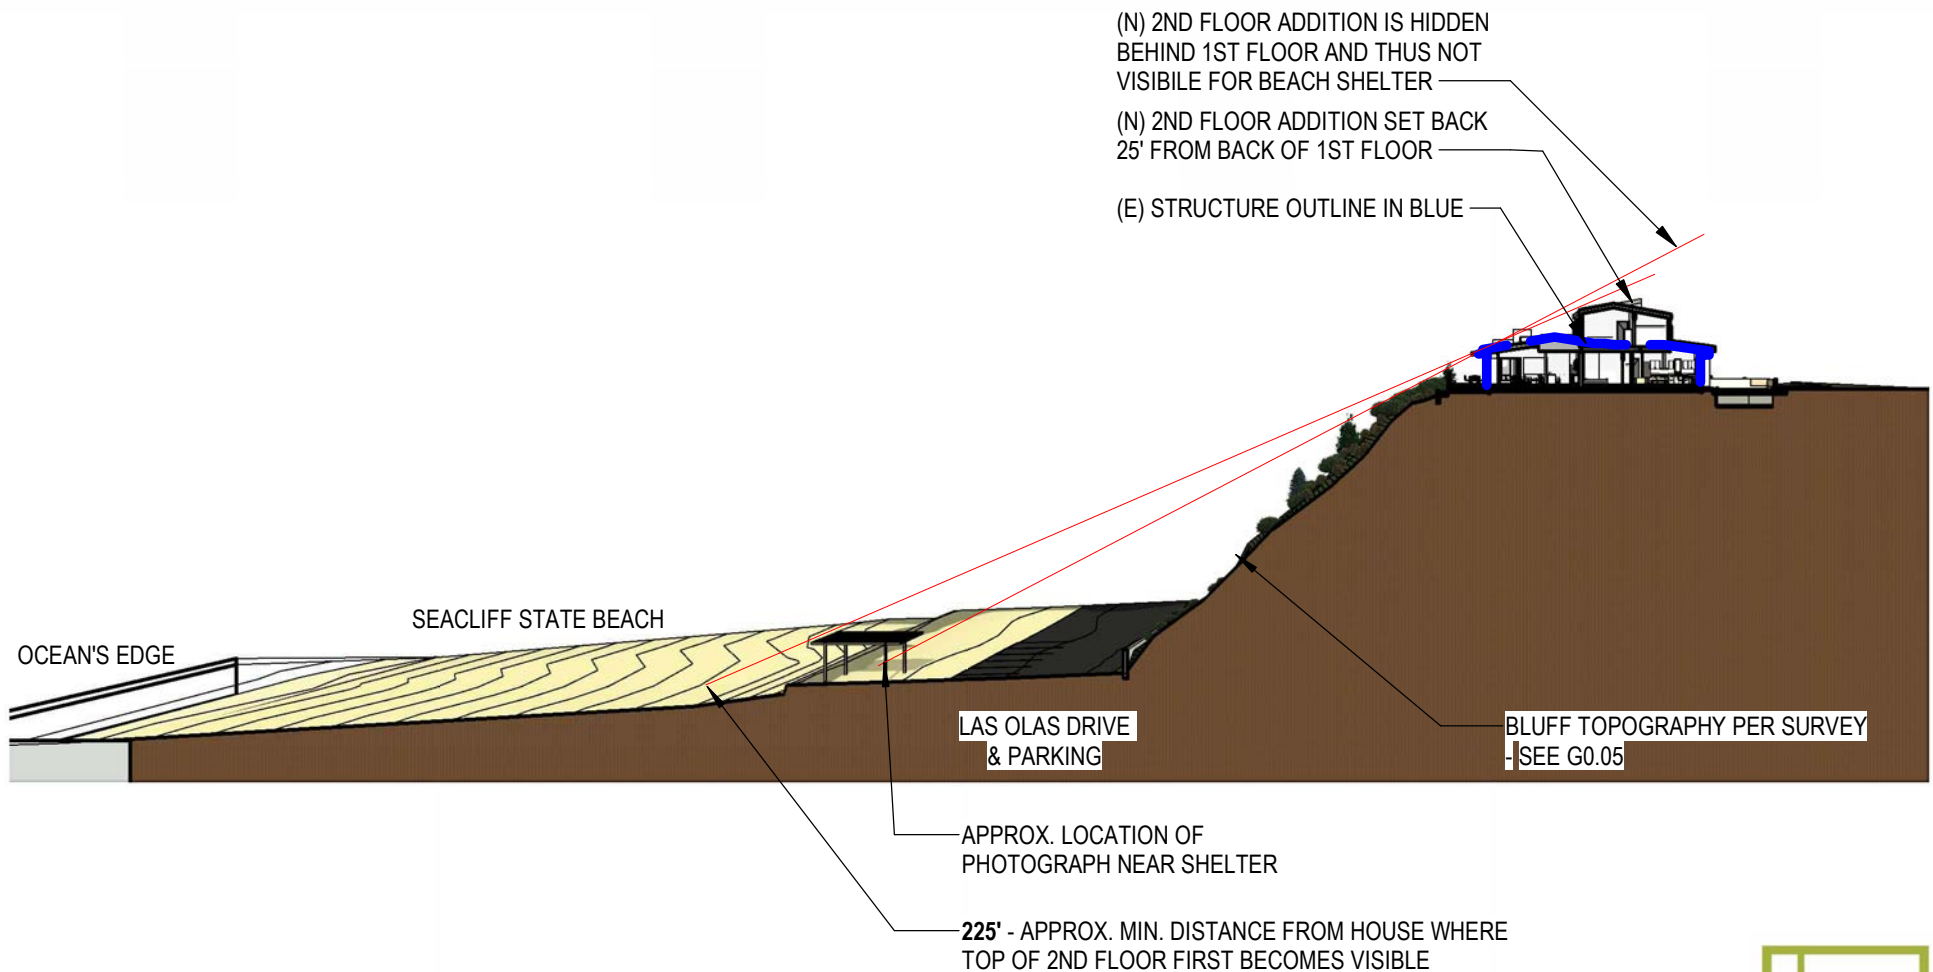 (N) 2ND FLOOR ADDITION IS HIDDEN
BEHIND 1ST FLOOR AND THUS NOT
VISIBILE FOR BEACH SHELTER
(N) 2ND FLOOR ADDITION SET BACK
25' FROM BACK OF 1ST FLOOR
(E) STRUCTURE OUTLINE IN BLUE
SEACLIFF STATE BEACH
OCEAN'S EDGE
LAS OLAS DRIVE
& PARKING
BLUFF TOPOGRAPHY PER SURVEY
- SEE G0.05
APPROX. LOCATION OF
PHOTOGRAPH NEAR SHELTER
225' - APPROX. MIN. DISTANCE FROM HOUSE WHERE
TOP OF 2ND FLOOR FIRST BECOMES VISIBLE